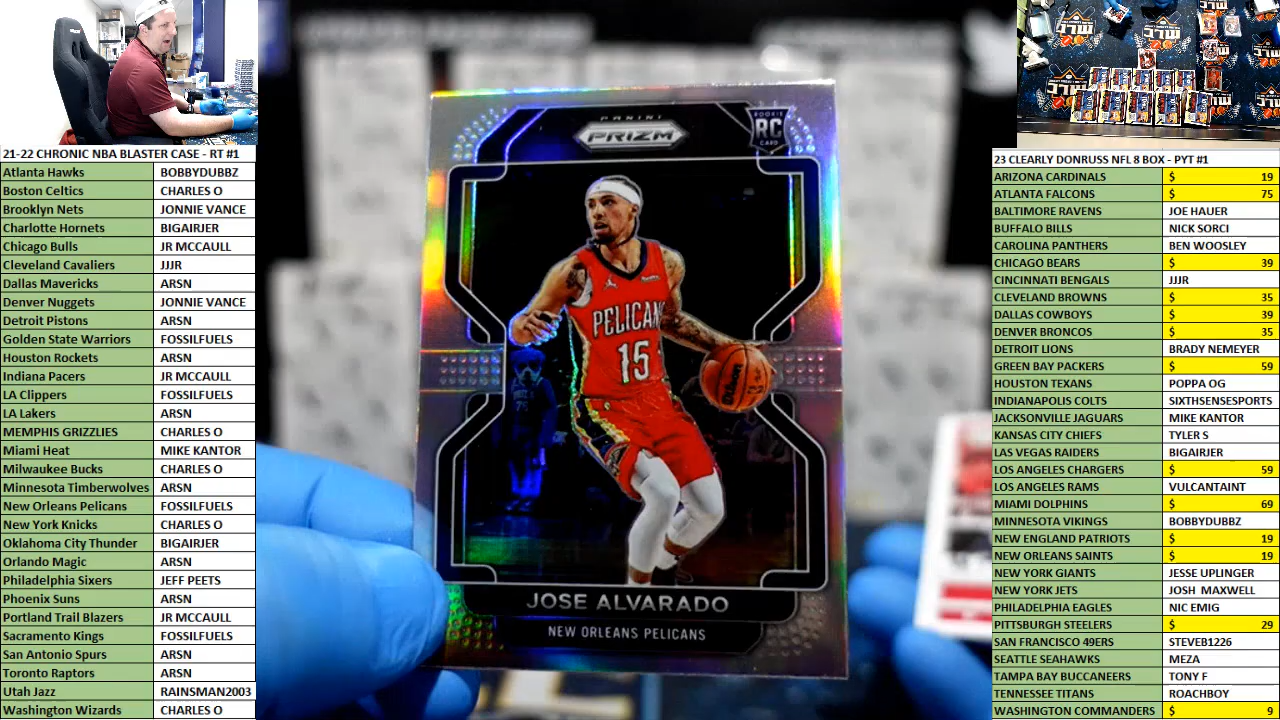 21-22 CHRONIC NBA BLASTER CASE - RT #1
Atlanta Hawks BOBBYDUBBZ
Boston Celtics CHARLES O
Brooklyn Nets JONNIE VANCE
Charlotte Hornets BIGAIRJER
Chicago Bulls JR MCCAULL
Cleveland Cavaliers JJJR
Dallas Mavericks ARSN
Denver Nuggets JONNIE VANCE
Detroit Pistons ARSN
Golden State Warriors FOSSILFUELS
Houston Rockets ARSN
Indiana Pacers JR MCCAULL
LA Clippers FOSSILFUELS
LA Lakers ARSN
MEMPHIS GRIZZLIES CHARLES O
Miami Heat MIKE KANTOR
Milwaukee Bucks CHARLES O
Minnesota Timberwolves ARSN
New Orleans Pelicans FOSSILFUELS
New York Knicks CHARLES O
Oklahoma City Thunder BIGAIRJER
Orlando Magic ARSN
Philadelphia Sixers JEFF PEETS
Phoenix Suns ARSN
Portland Trail Blazers JR MCCAULL
Sacramento Kings FOSSILFUELS
San Antonio Spurs ARSN
Toronto Raptors ARSN
Utah Jazz RAINSMAN2003
Washington Wizards CHARLES O
PANINI
PRIZM
ROOKIE
RC
CARD
PELICANS
15
Wilson
JOSE ALVARADO
NEW ORLEANS PELICANS
23 CLEARLY DONRUSS NFL 8 BOX - PYT #1
ARIZONA CARDINALS $ 19
ATLANTA FALCONS $ 75
BALTIMORE RAVENS JOE HAUER
BUFFALO BILLS NICK SORCI
CAROLINA PANTHERS BEN WOOSLEY
CHICAGO BEARS $ 39
CINCINNATI BENGALS JJJR
CLEVELAND BROWNS $ 35
DALLAS COWBOYS $ 39
DENVER BRONCOS $ 35
DETROIT LIONS BRADY NEMEYER
GREEN BAY PACKERS $ 59
HOUSTON TEXANS POPPA OG
INDIANAPOLIS COLTS SIXTHSENSESPORTS
JACKSONVILLE JAGUARS MIKE KANTOR
KANSAS CITY CHIEFS TYLER S
LAS VEGAS RAIDERS BIGAIRJER
LOS ANGELES CHARGERS $ 59
LOS ANGELES RAMS VULCANTAINT
MIAMI DOLPHINS $ 69
MINNESOTA VIKINGS BOBBYDUBBZ
NEW ENGLAND PATRIOTS $ 19
NEW ORLEANS SAINTS $ 19
NEW YORK GIANTS JESSE UPLINGER
NEW YORK JETS JOSH MAXWELL
PHILADELPHIA EAGLES NIC EMIG
PITTSBURGH STEELERS $ 29
SAN FRANCISCO 49ERS STEVEB1226
SEATTLE SEAHAWKS MEZA
TAMPA BAY BUCCANEERS TONY F
TENNESSEE TITANS ROACHBOY
WASHINGTON COMMANDERS $ 9